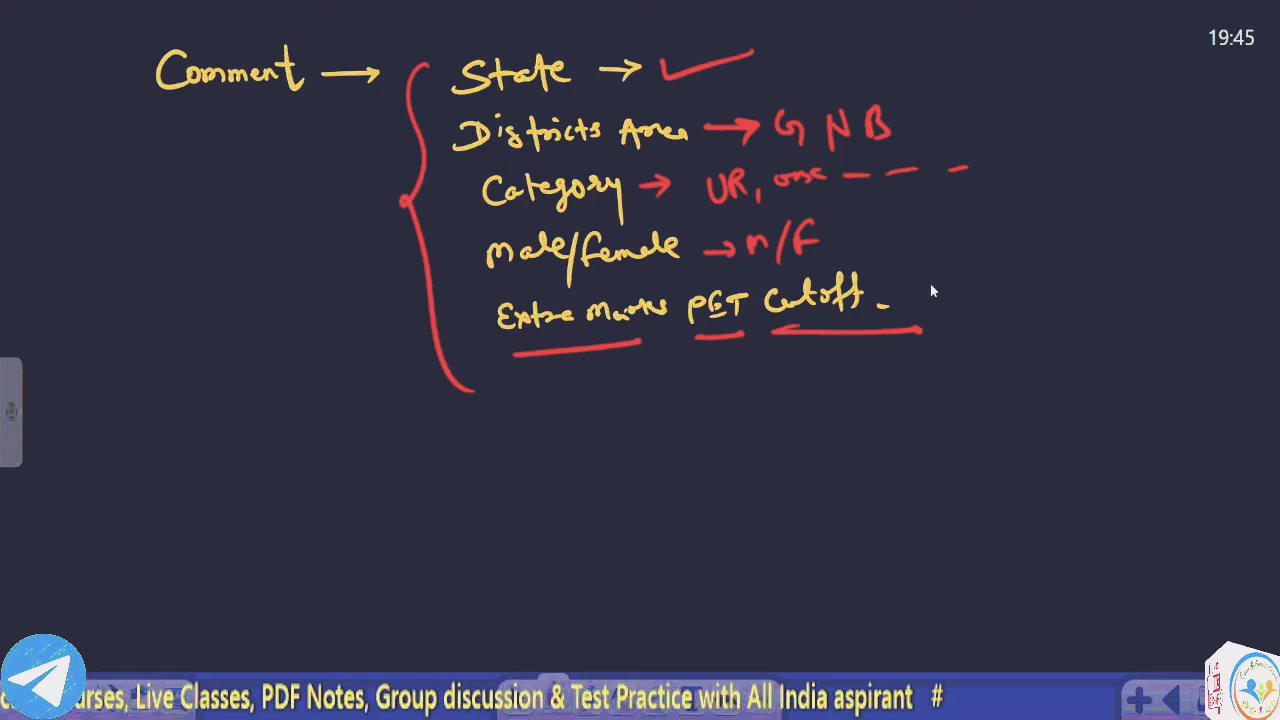 19:45
Comment → State →
Districts Area → G N B
Category → UR, OBC - - -
Male/Female → M/F
Extra Marks PET Cutoff -
urses, Live Classes, PDF Notes, Group discussion & Test Practice with All India aspirant #